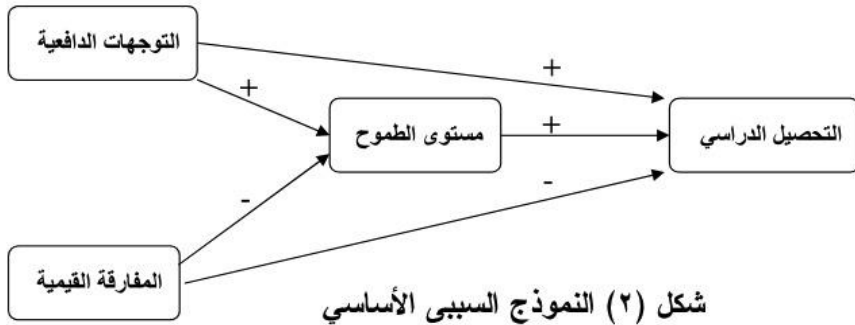 التوجهات الدافعية
+
+
مستوى الطموح
+
التحصيل الدراسي
-
-
المفارقة القيمية
شكل (٢) النموذج السببى الأساسي